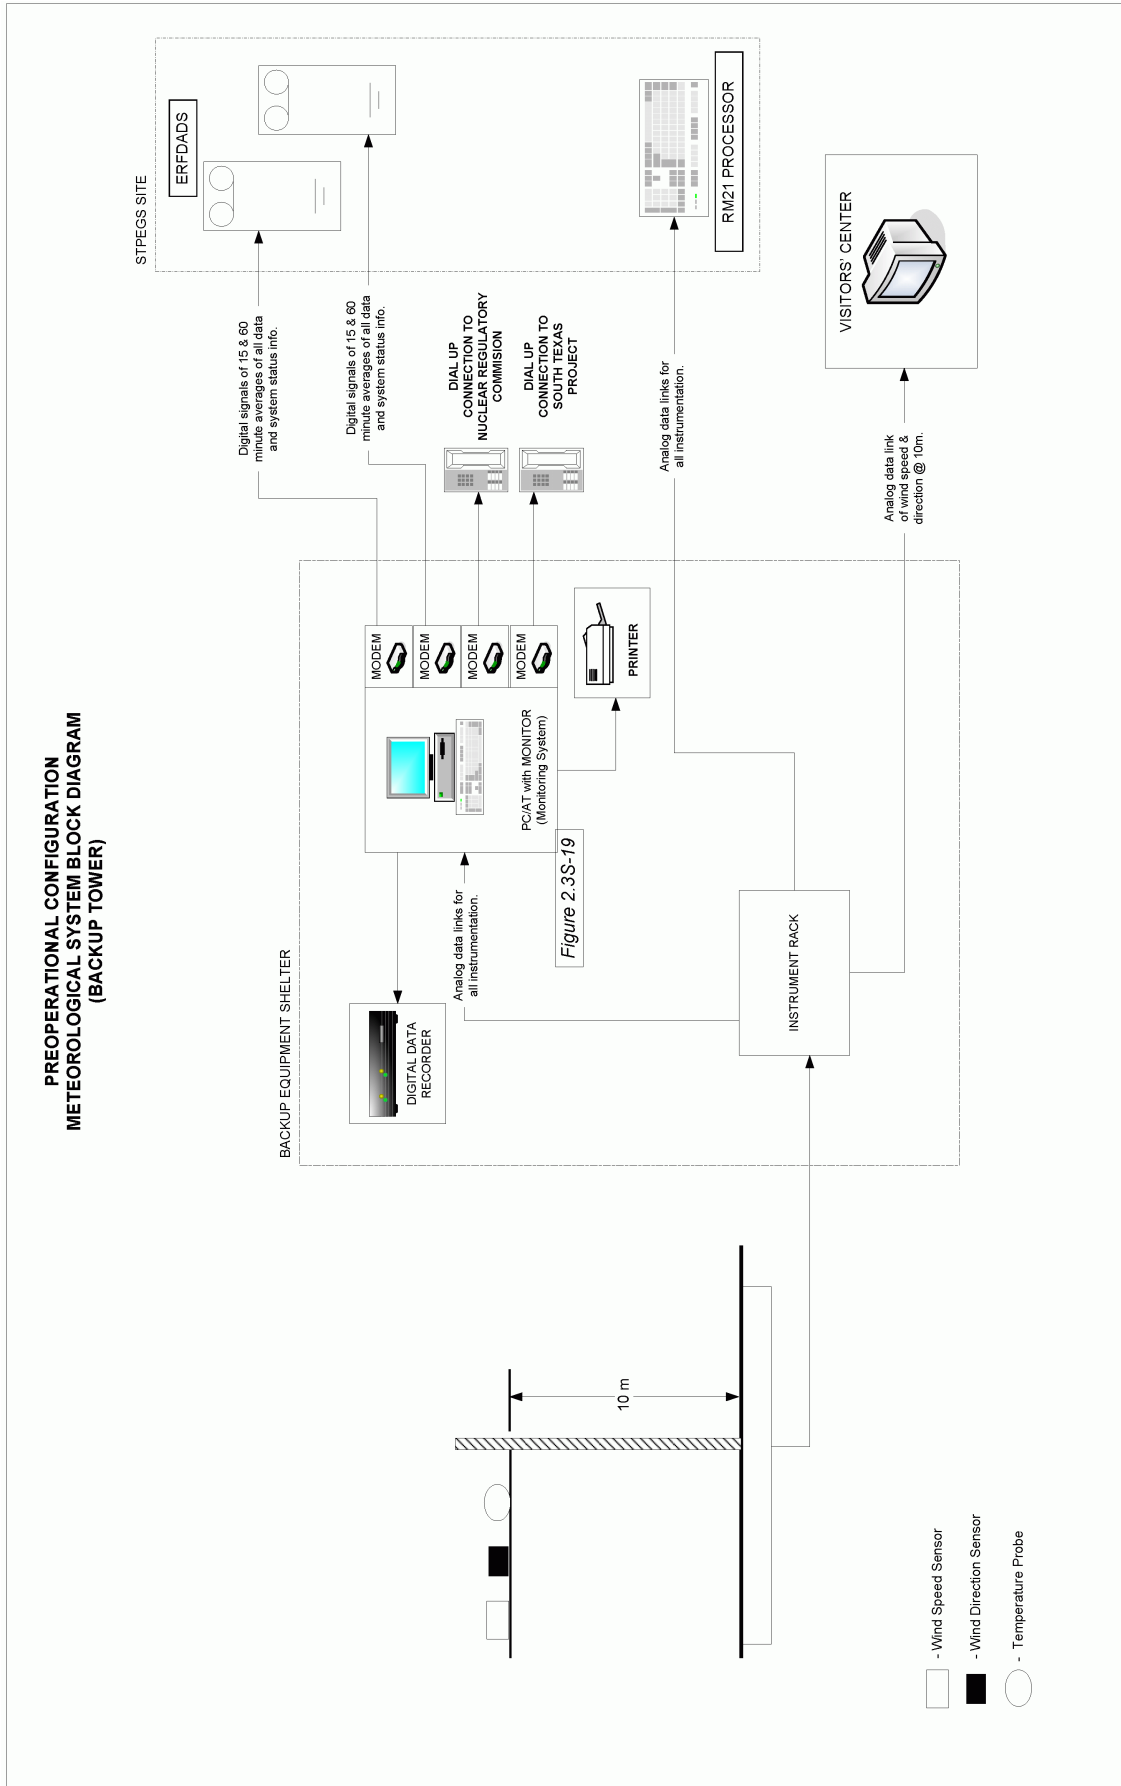 PREOPERATIONAL CONFIGURATION
METEOROLOGICAL SYSTEM BLOCK DIAGRAM
(BACKUP TOWER)
STPEGS SITE
ERFDADS
RM21 PROCESSOR
VISITORS' CENTER
Digital signals of 15 & 60
minute averages of all data
and system status info.
Digital signals of 15 & 60
minute averages of all data
and system status info.
DIAL UP
CONNECTION TO
NUCLEAR REGULATORY
COMMISION
DIAL UP
CONNECTION TO
SOUTH TEXAS
PROJECT
Analog data links for
all instrumentation.
Analog data link
of wind speed &
direction @ 10m.
BACKUP EQUIPMENT SHELTER
MODEM
MODEM
MODEM
MODEM
PRINTER
PC/AT with MONITOR
(Monitoring System)
Figure 2.3S-19
Analog data links for
all instrumentation.
DIGITAL DATA
RECORDER
INSTRUMENT RACK
10 m
- Wind Speed Sensor
- Wind Direction Sensor
- Temperature Probe